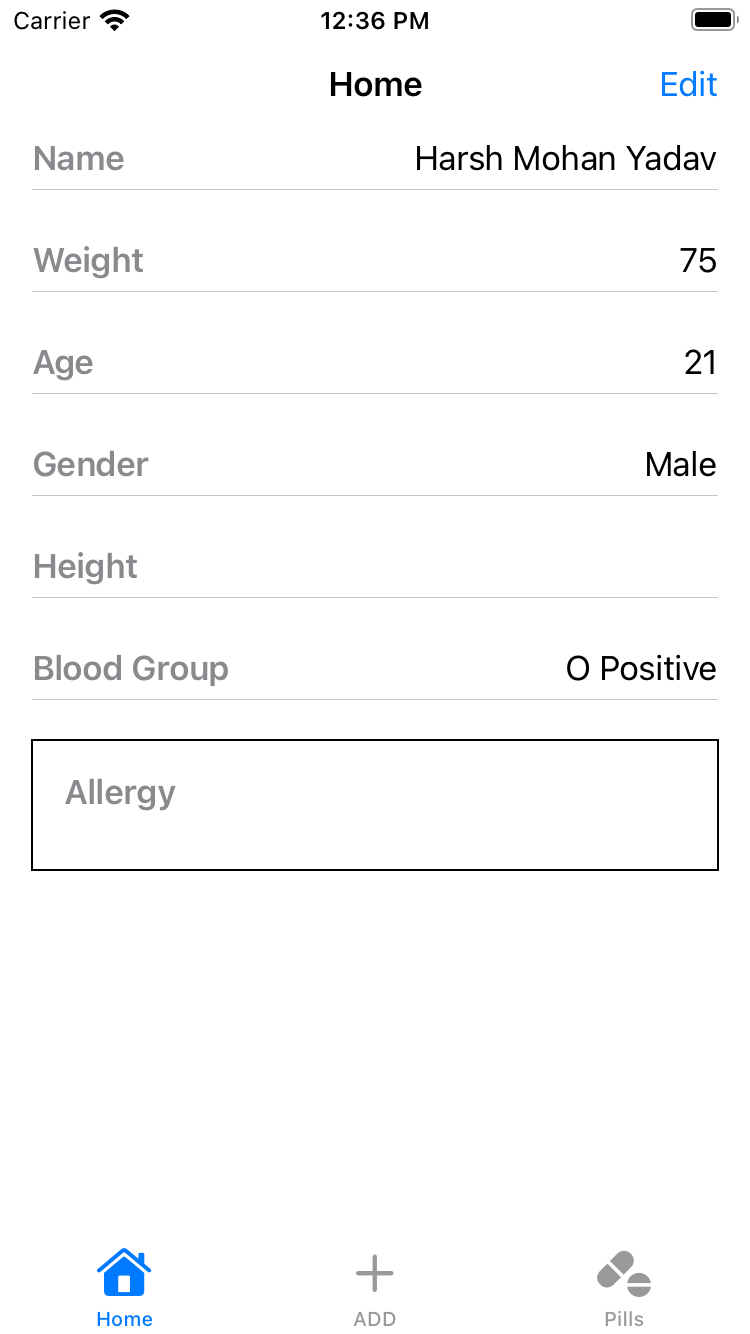 Carrier 12:36 PM
Home Edit
Name Harsh Mohan Yadav
Weight 75
Age 21
Gender Male
Height
Blood Group O Positive
Allergy
Home ADD Pills